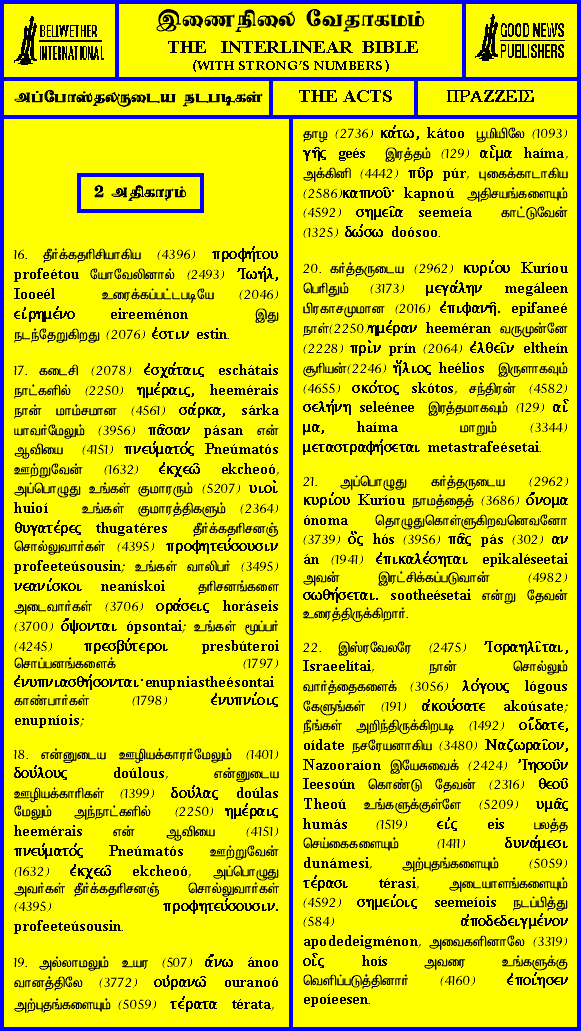 BELLWETHER
INTERNATIONAL
இணைநிலை வேதாகமம்
THE INTERLINEAR BIBLE
(WITH STRONG'S NUMBERS)
GOOD NEWS
PUBLISHERS
அப்போஸ்தலருடைய நடபடிகள்
THE ACTS
ΠΡΑΖΖΕΙΣ
2 அதிகாரம்
16. தீர்க்கதரிசியாகிய (4396) προφήτου
profeétou யோவேலினால் (2493) Ἰωήλ,
Iooeél உரைக்கப்பட்டபடியே (2046)
εἰρημένο eireeménon இது
நடந்தேறுகிறது (2076) ἐστιν estin.
17. கடைசி (2078) ἐσχάταις eschátais
நாட்களில் (2250) ἡμέραις, heemérais
நான் மாம்சமான (4561) σάρκα, sárka
யாவர்மேலும் (3956) πᾶσαν pásan என்
ஆவியை (4151) πνεύματός Pneúmatós
ஊற்றுவேன் (1632) ἐκχεῶ ekcheoó,
அப்பொழுது உங்கள் குமாரரும் (5207) υιοὶ
huioí உங்கள் குமாரத்திகளும் (2364)
θυγατέρες thugatéres தீர்க்கதரிசனஞ்
சொல்லுவார்கள் (4395) προφητεύσουσιν
profeeteúsousin; உங்கள் வாலிபர் (3495)
νεανίσκοι neanískoi தரிசனங்களை
அடைவார்கள் (3706) οράσεις horáseis
(3700) ὄψονται ópsontai; உங்கள் மூப்பர்
(4245) πρεσβύτεροι presbúteroi
சொப்பனங்களைக் (1797)
ἐνυπνιασθήσονται· enupniastheésontai
காண்பார்கள் (1798) ἐνυπνίοις
enupníois;
18. என்னுடைய ஊழியக்காரர்மேலும் (1401)
δούλους doúlous, என்னுடைய
ஊழியக்காரிகள் (1399) δούλας doúlas
மேலும் அந்நாட்களில் (2250) ἡμέραις
heemérais என் ஆவியை (4151)
πνεύματός Pneúmatós ஊற்றுவேன்
(1632) ἐκχεῶ ekcheoó, அப்பொழுது
அவர்கள் தீர்க்கதரிசனஞ் சொல்லுவார்கள்
(4395) προφητεύσουσιν.
profeeteúsousin.
19. அல்லாமலும் உயர (507) ἄνω ánoo
வானத்திலே (3772) οὐρανῶ ouranoó
அற்புதங்களையும் (5059) τέρατα térata,
தாழ (2736) κάτω, kátoo பூமியிலே (1093)
γῆς geés இரத்தம் (129) αἷμα haíma,
அக்கினி (4442) πῦρ púr, புகைக்காடாகிய
(2586)καπνοῦ· kapnoú அதிசயங்களையும்
(4592) σημεῖα seemeía காட்டுவேன்
(1325) δώσω doósoo.
20. கர்த்தருடைய (2962) κυρίου Kuríou
பெரிதும் (3173) μεγάλην megáleen
பிரகாசமுமான (2016) ἐπιφανῆ. epifaneé
நாள்(2250)ἡμέραν heeméran வருமுன்னே
(2228) πρὶν prín (2064) ἐλθεῖν eltheín
சூரியன்(2246) ἥλιος heélios இருளாகவும்
(4655) σκότος skótos, சந்திரன் (4582)
σελήνη seleénee இரத்தமாகவும் (129) αἷ
μα, haíma மாறும் (3344)
μεταστραφήσεται metastrafeésetai.
21. அப்பொழுது கர்த்தருடைய (2962)
κυρίου Kuríou நாமத்தைத் (3686) ὄνομα
ónoma தொழுதுகொள்ளுகிறவனெவனோ
(3739) ὃς hós (3956) πᾶς pás (302) αν
án (1941) ἐπικαλέσηται epikaléseetai
அவன் இரட்சிக்கப்படுவான் (4982)
σωθήσεται. sootheésetai என்று தேவன்
உரைத்திருக்கிறார்.
22. இஸ்ரவேலரே (2475) Ἰσραηλῖται,
Israeelítai, நான் சொல்லும்
வார்த்தைகளைக் (3056) λόγους lógous
கேளுங்கள் (191) ἀκούσατε akoúsate;
நீங்கள் அறிந்திருக்கிறபடி (1492) οἴδατε,
oídate நசரேயனாகிய (3480) Ναζωραῖον,
Nazooraíon இயேசுவைக் (2424) Ἰησοῦν
Ieesoún கொண்டு தேவன் (2316) θεοῦ
Theoú உங்களுக்குள்ளே (5209) υμᾶς
humás (1519) εἰς eis பலத்த
செய்கைகளையும் (1411) δυνάμεσι
dunámesi, அற்புதங்களையும் (5059)
τέρασι térasi, அடையாளங்களையும்
(4592) σημείοις seemeíois நடப்பித்து
(584) ἀποδεδειγμένον
apodedeigménon, அவைகளினாலே (3319)
οἷς hoís அவரை உங்களுக்கு
வெளிப்படுத்தினார் (4160) ἐποίησεν
epoíeesen.